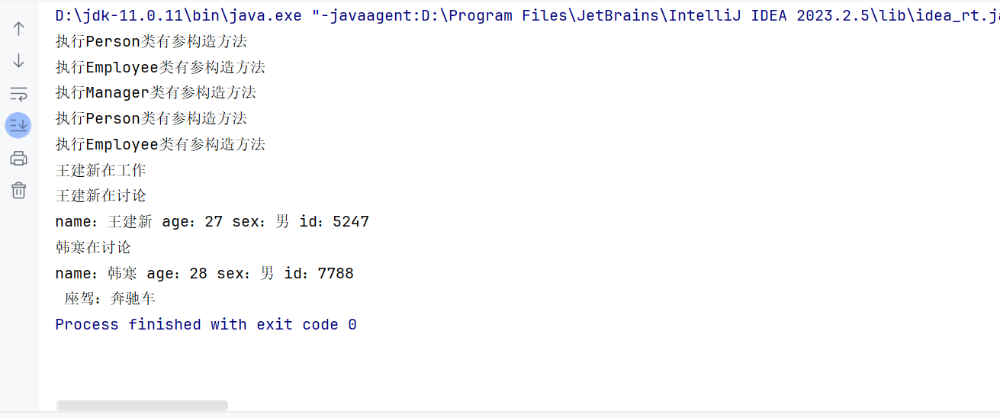 D:\jdk-11.0.11\bin\java.exe "-javaagent:D:\Program Files\JetBrains\IntelliJ IDEA 2023.2.5\lib\idea_rt.ja
执行Person类有参构造方法
执行Employee类有参构造方法
执行Manager类有参构造方法
执行Person类有参构造方法
执行Employee类有参构造方法
王建新在工作
王建新在讨论
name：王建新 age：27 sex：男 id：5247
韩寒在讨论
name：韩寒 age：28 sex：男 id：7788
 座驾：奔驰车
Process finished with exit code 0